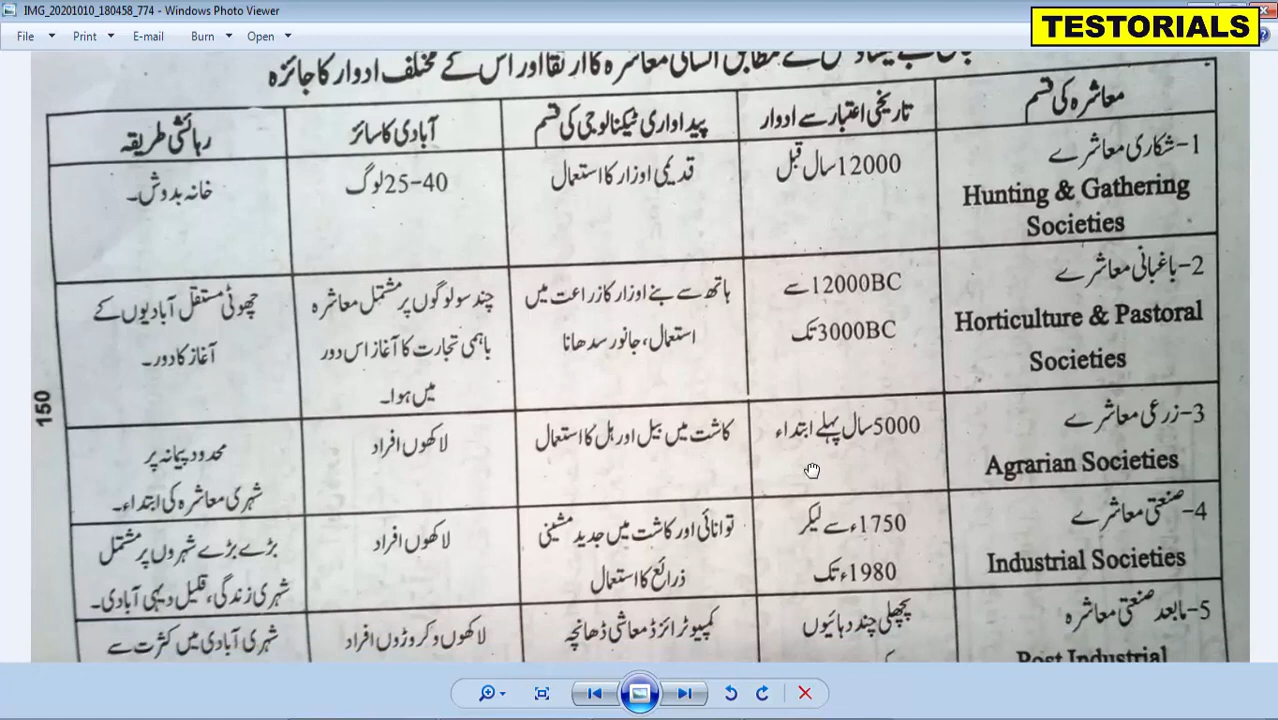 IMG_20201010_180458_774 - Windows Photo Viewer
TESTORIALS
File Print E-mail Burn Open
کے مطابق انسانی معاشرہ کا ارتقا اور اس کے مختلف ادوار کا جائزہ
معاشرہ کی قسم
تاریخی اعتبار سے ادوار
پیداواری ٹیکنالوجی کی قسم
آبادی کا سائز
رہائشی طریقہ
1-شکاری معاشرے
Hunting & Gathering
Societies
12000 سال قبل
قدیمی اوزار کا استعمال
25-40 لوگ
خانہ بدوش۔
2-باغبانی معاشرے
Horticulture & Pastoral
Societies
12000BC سے
3000BC تک
ہاتھ سے بنے اوزار کا زراعت میں
استعمال، جانور سدھانا
چند سو لوگوں پر مشتمل معاشرہ
باہمی تجارت کا آغاز اس دور
میں ہوا۔
چھوٹی مستقل آبادیوں کے
آغاز کا دور۔
3-زرعی معاشرے
Agrarian Societies
5000 سال پہلے ابتداء
کاشت میں بیل اور ہل کا استعمال
لاکھوں افراد
محدود پیمانہ پر
شہری معاشرہ کی ابتداء۔
4-صنعتی معاشرے
Industrial Societies
1750ء سے لیکر
1980ء تک
توانائی اور کاشت میں جدید مشینی
ذرائع کا استعمال
لاکھوں افراد
بڑے بڑے شہروں پر مشتمل
شہری زندگی، قلیل دیہی آبادی۔
5-مابعد صنعتی معاشرہ
Post Industrial
پچھلی چند دہائیوں
کمپیوٹرائزڈ معاشی ڈھانچہ
لاکھوں و کروڑوں افراد
شہری آبادی میں کثرت سے
150